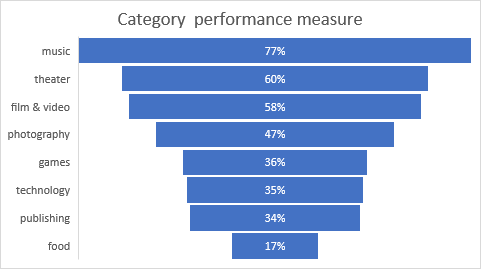 Category  performance measure
music 77%
theater 60%
film & video 58%
photography 47%
games 36%
technology 35%
publishing 34%
food 17%